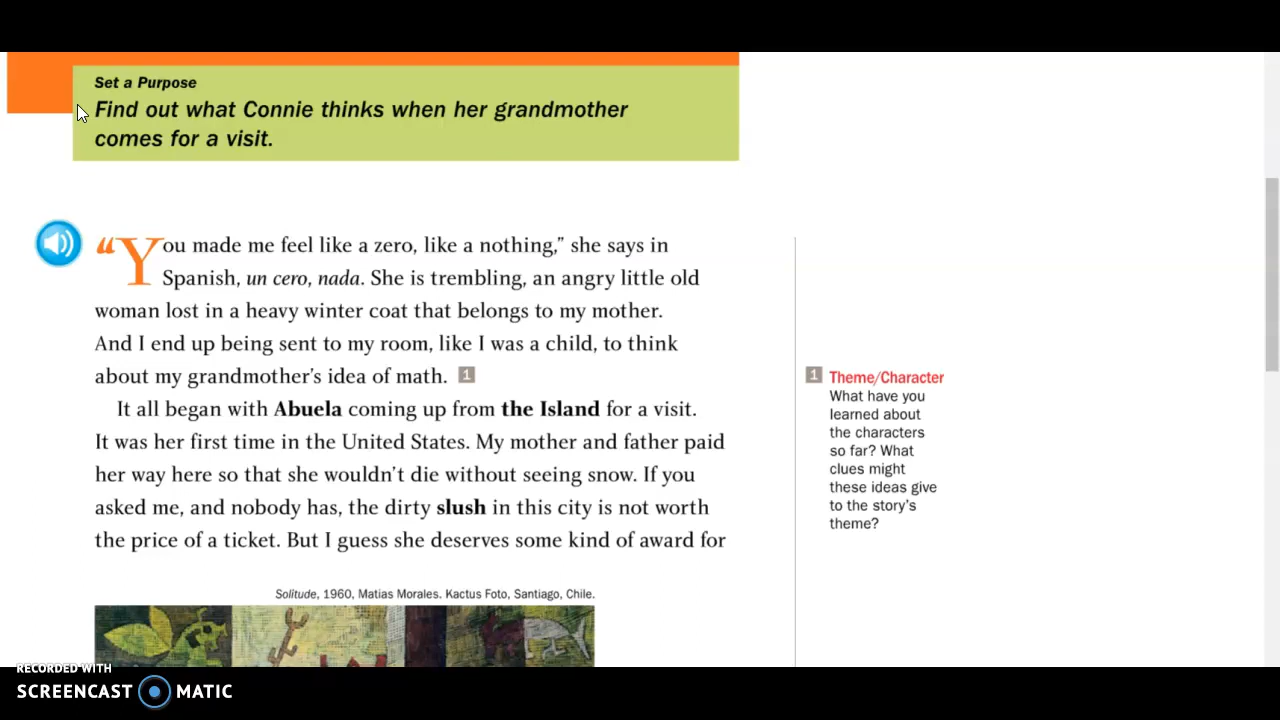 Set a Purpose
Find out what Connie thinks when her grandmother
comes for a visit.
“You made me feel like a zero, like a nothing,” she says in
Spanish, un cero, nada. She is trembling, an angry little old
woman lost in a heavy winter coat that belongs to my mother.
And I end up being sent to my room, like I was a child, to think
about my grandmother’s idea of math. 1
It all began with Abuela coming up from the Island for a visit.
It was her first time in the United States. My mother and father paid
her way here so that she wouldn’t die without seeing snow. If you
asked me, and nobody has, the dirty slush in this city is not worth
the price of a ticket. But I guess she deserves some kind of award for
1 Theme/Character
What have you
learned about
the characters
so far? What
clues might
these ideas give
to the story’s
theme?
Solitude, 1960, Matias Morales. Kactus Foto, Santiago, Chile.
RECORDED WITH
SCREENCAST MATIC